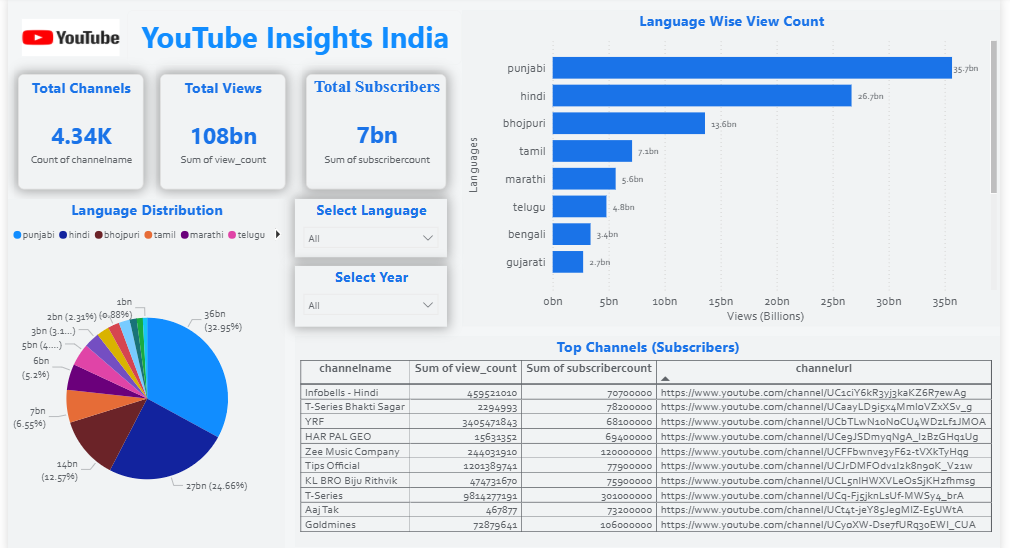 YouTube
YouTube Insights India
Total Channels
4.34K
Count of channelname
Total Views
108bn
Sum of view_count
Total Subscribers
7bn
Sum of subscribercount
Language Wise View Count
Languages
punjabi 35.7bn
hindi 26.7bn
bhojpuri 13.6bn
tamil 7.1bn
marathi 5.6bn
telugu 4.8bn
bengali 3.4bn
gujarati 2.7bn
0bn 5bn 10bn 15bn 20bn 25bn 30bn 35bn
Views (Billions)
Language Distribution
punjabi hindi bhojpuri tamil marathi telugu
36bn
(32.95%)
27bn (24.66%)
14bn
(12.57%)
7bn
(6.55%)
6bn
(5.2%)
5bn (4....)
3bn (3.1...)
2bn (2.31%)
1bn
(0.88%)
Select Language
All
Select Year
All
Top Channels (Subscribers)
channelname Sum of view_count Sum of subscribercount channelurl
Infobells - Hindi 459521010 70700000 https://www.youtube.com/channel/UC1ciY6kR3yj3kaKZ6R7ewAg
T-Series Bhakti Sagar 2294993 78200000 https://www.youtube.com/channel/UCaayLD9i5x4MmIoVZxXSv_g
YRF 3405471843 68100000 https://www.youtube.com/channel/UCbTLwN10NoCU4WDzLf1JMOA
HAR PAL GEO 15631352 69400000 https://www.youtube.com/channel/UCe9JSDmyqNgA_l2BzGHq1Ug
Zee Music Company 244031910 120000000 https://www.youtube.com/channel/UCFFbwnve3yF62-tVXkTyHqg
Tips Official 1201389741 77900000 https://www.youtube.com/channel/UCJrDMFOdv1I2k8n9oK_V21w
KL BRO Biju Rithvik 474731670 75900000 https://www.youtube.com/channel/UCL5nIHWXVLeOsSjKH2fhmsg
T-Series 9814277191 301000000 https://www.youtube.com/channel/UCq-Fj5jknLsUf-MWSy4_brA
Aaj Tak 467877 73200000 https://www.youtube.com/channel/UCt4t-jeY85JegMlZ-E5UWtA
Goldmines 72879641 106000000 https://www.youtube.com/channel/UCyoXW-Dse7fURq30EWl_CUA